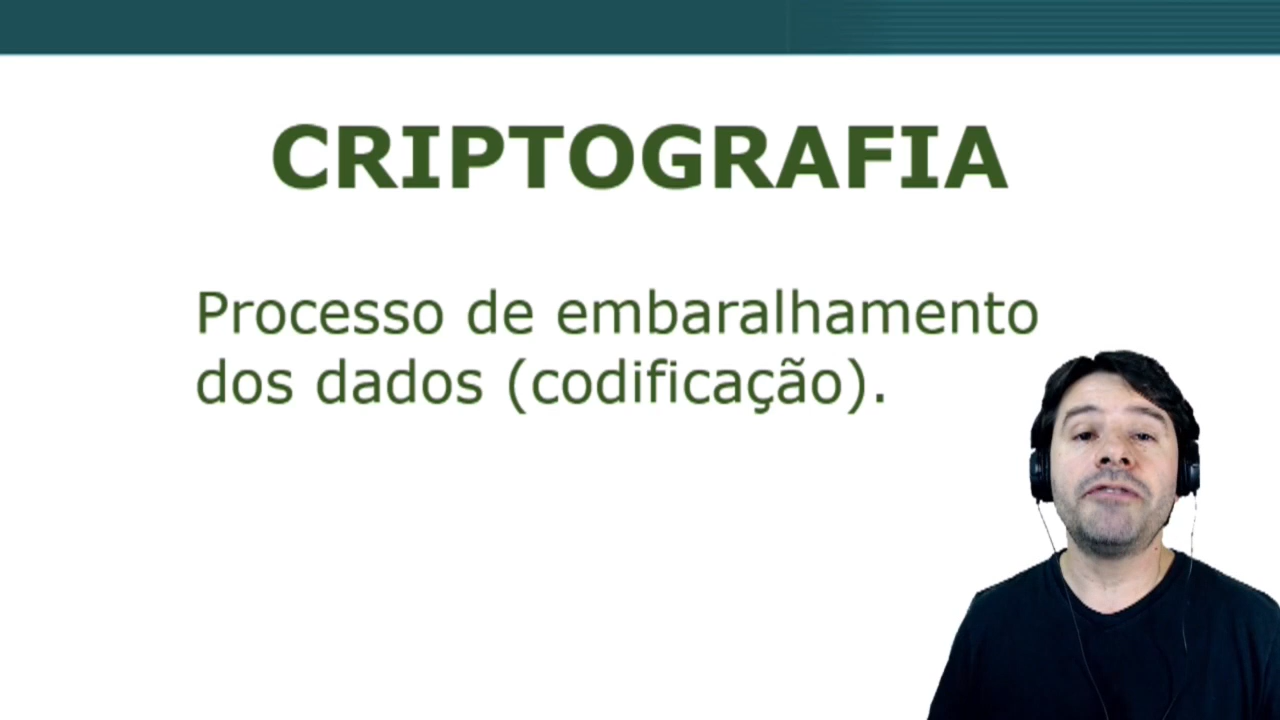 CRIPTOGRAFIA
Processo de embaralhamento
dos dados (codificação).